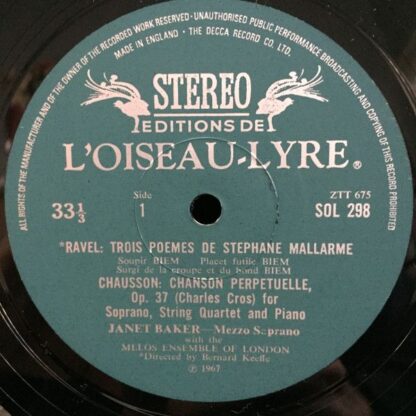 ALL RIGHTS OF THE MANUFACTURER AND OF THE OWNER OF THE RECORDED WORK RESERVED · UNAUTHORISED PUBLIC PERFORMANCE BROADCASTING AND COPYING OF THIS RECORD PROHIBITED
MADE IN ENGLAND · THE DECCA RECORD CO. LTD.
STEREO
EDITIONS DE
L'OISEAU-LYRE ®
33⅓
Side
1
ZTT 675
SOL 298
*RAVEL: TROIS POEMES DE STEPHANE MALLARME
Soupir BIEM Placet futile BIEM
Surgi de la croupe et du bond BIEM
CHAUSSON: CHANSON PERPETUELLE,
Op. 37 (Charles Cros) for
Soprano, String Quartet and Piano
JANET BAKER—Mezzo Soprano
with the
MELOS ENSEMBLE OF LONDON
*Directed by Bernard Keeffe
℗ 1967